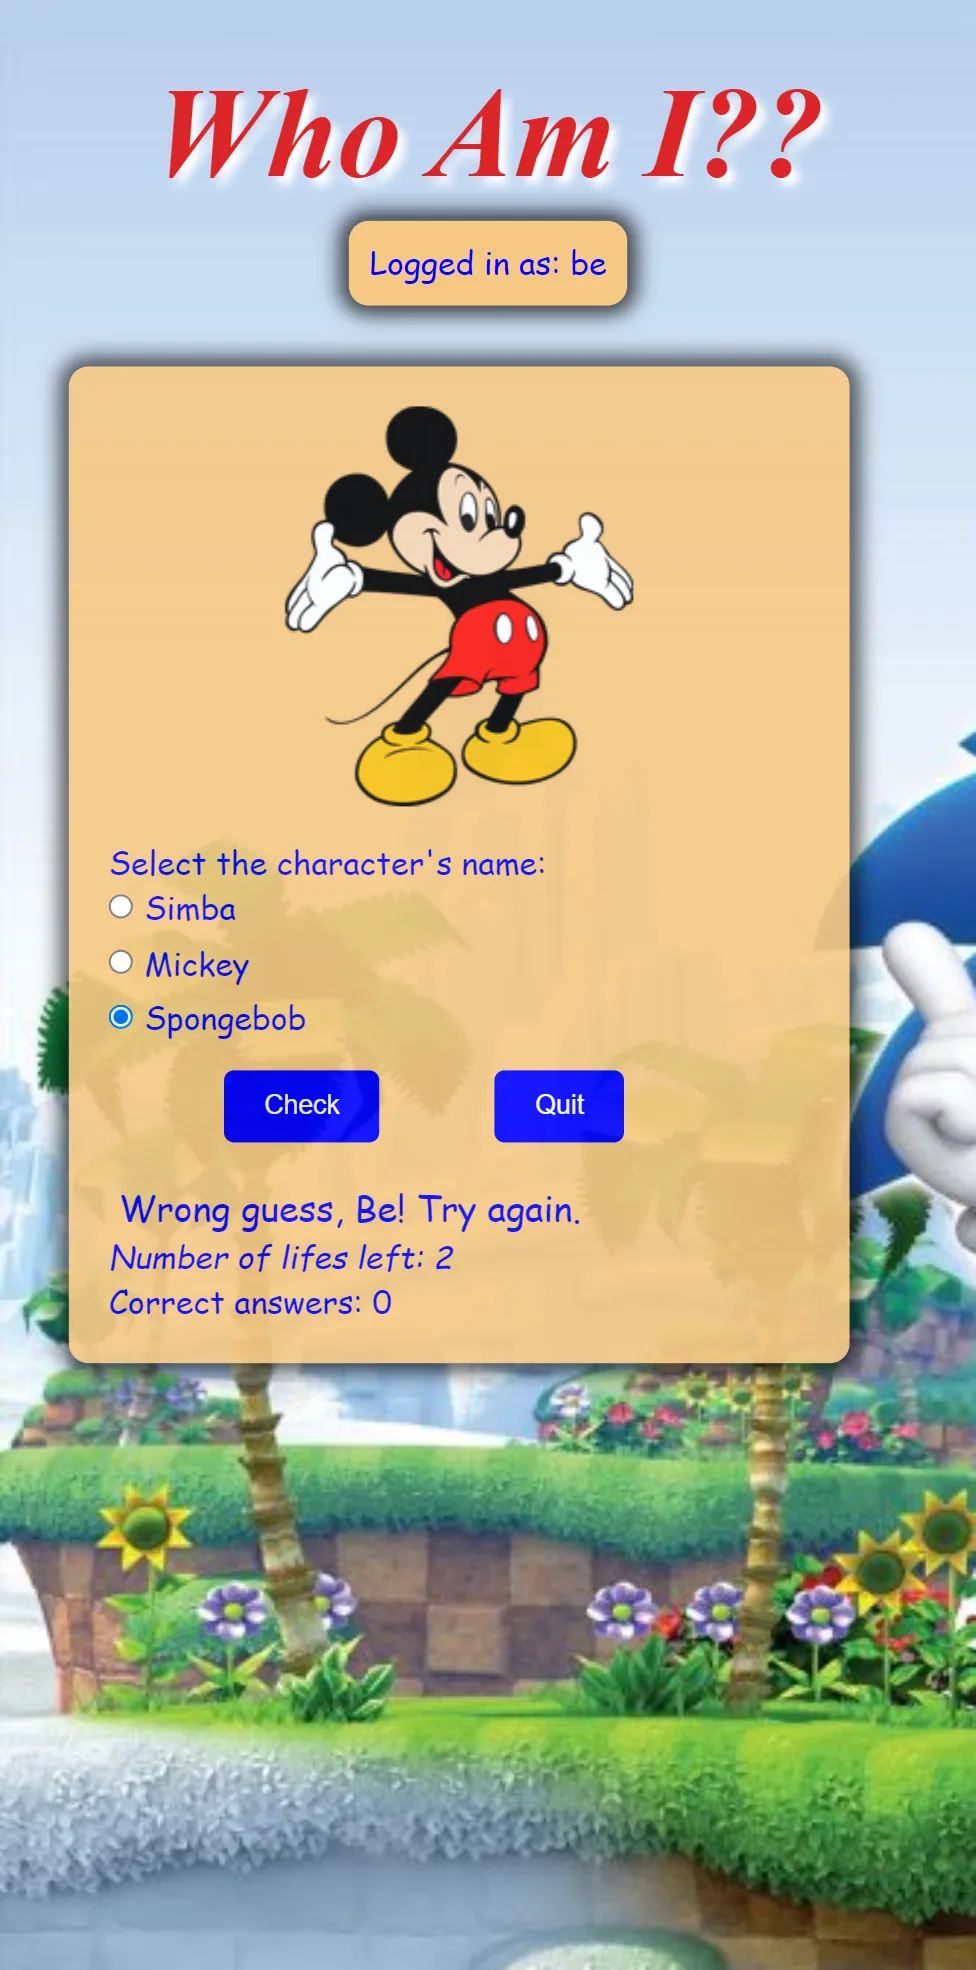 Who Am I??
Logged in as: be
Select the character's name:
Simba
Mickey
Spongebob
Check Quit
Wrong guess, Be! Try again.
Number of lifes left: 2
Correct answers: 0